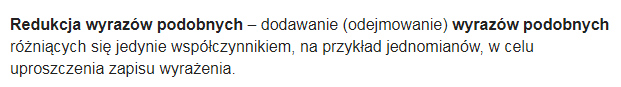 Redukcja wyrazów podobnych – dodawanie (odejmowanie) wyrazów podobnych
różniących się jedynie współczynnikiem, na przykład jednomianów, w celu
uproszczenia zapisu wyrażenia.